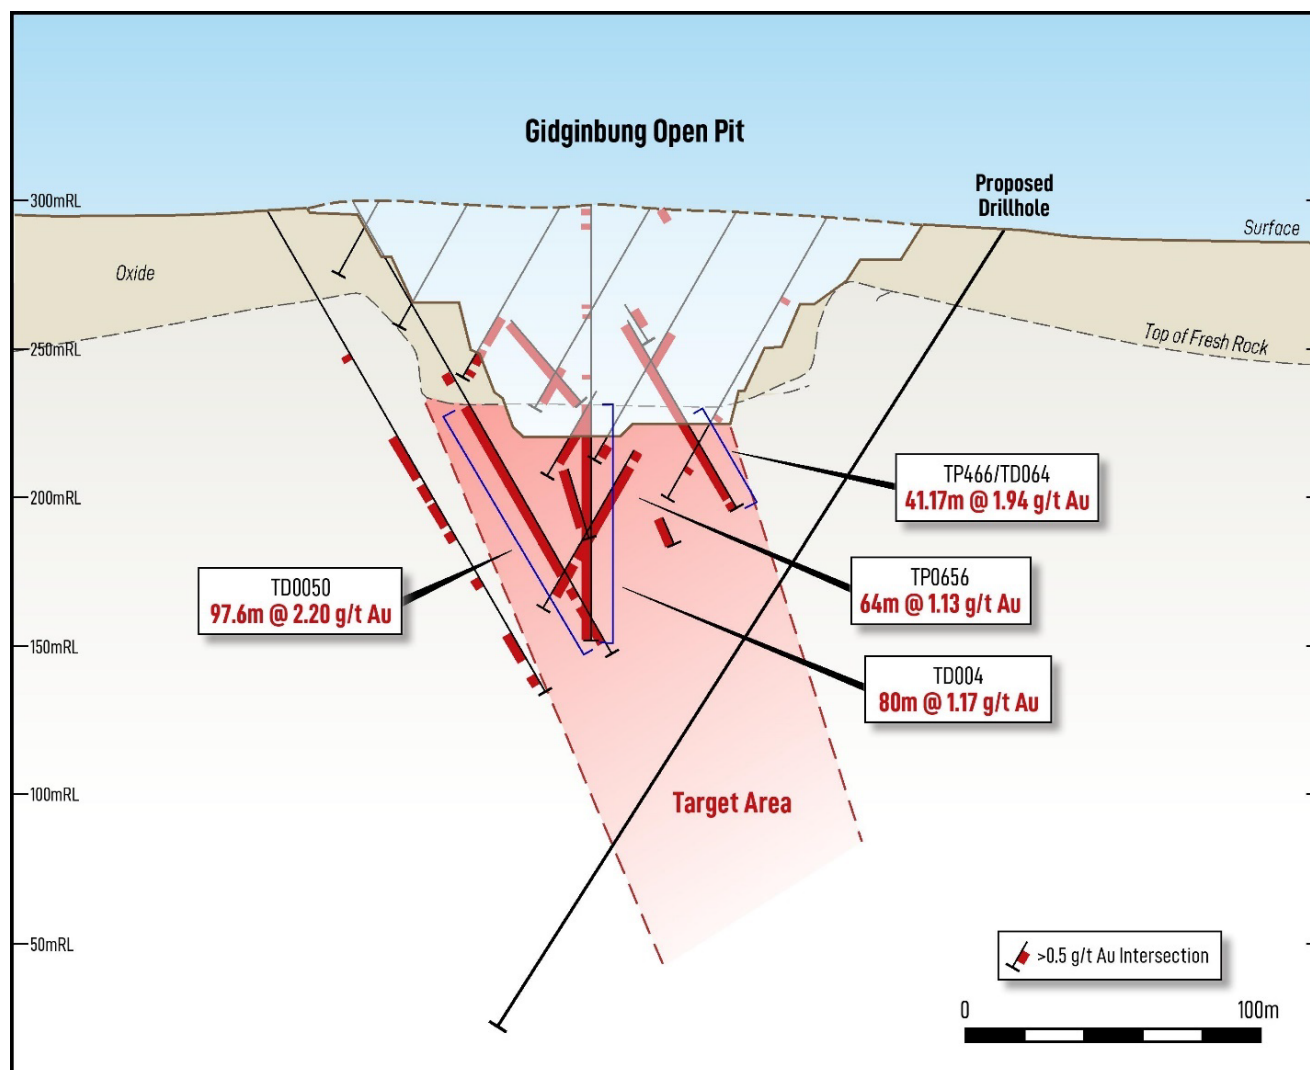 Gidginbung Open Pit
Proposed
Drillhole
300mRL
Surface
Oxide
Top of Fresh Rock
250mRL
TP466/TD064
41.17m @ 1.94 g/t Au
200mRL
TP0656
64m @ 1.13 g/t Au
TD0050
97.6m @ 2.20 g/t Au
150mRL
TD004
80m @ 1.17 g/t Au
100mRL
Target Area
50mRL
>0.5 g/t Au Intersection
0 100m